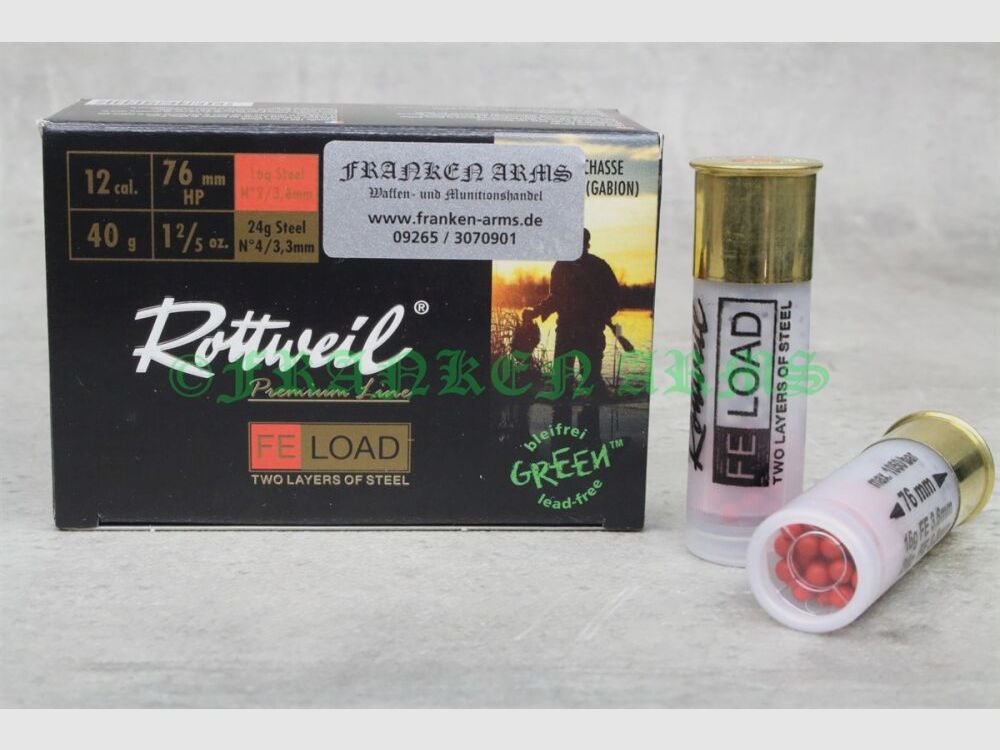 12 cal.
76 mm
HP
16g Steel
N°2/3,8mm
40 g
1 2/5 oz.
24g Steel
N°4/3,3mm
FRANKEN ARMS
Waffen- und Munitionshandel
www.franken-arms.de
09265 / 3070901
CHASSE
(GABION)
Rottweil®
Premium Line
© FRANKEN ARMS
FE LOAD
TWO LAYERS OF STEEL
bleifrei
GREEN™
lead-free
Rottweil
FE LOAD
TWO LAYERS OF STEEL
max. 1050 bar
76 mm
16g FE 3,8mm